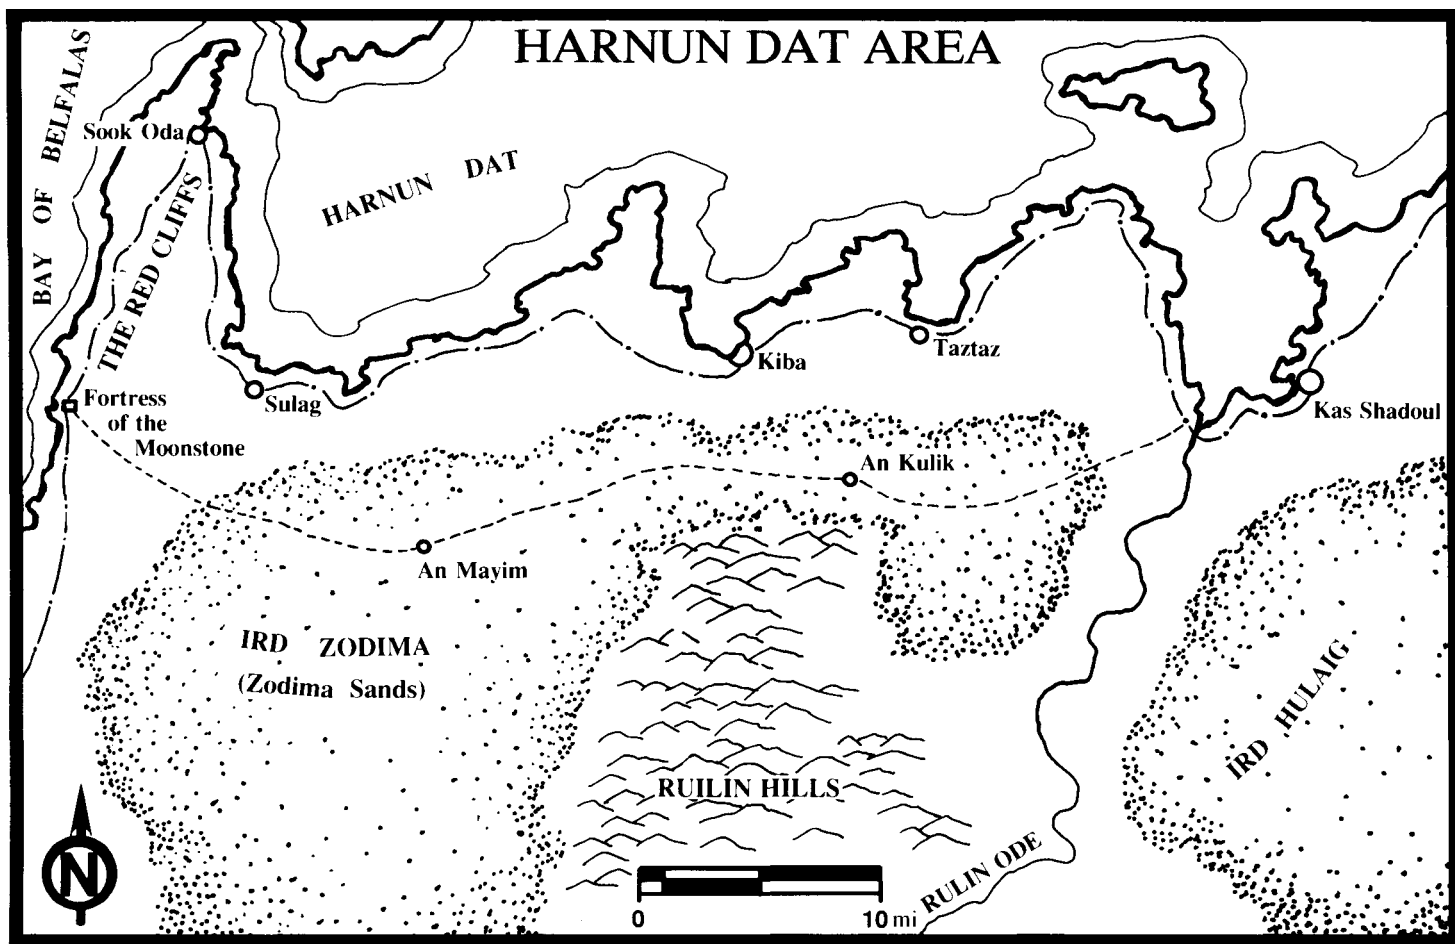 HARNUN DAT AREA
BAY OF BELFALAS
Sook Oda
HARNUN DAT
THE RED CLIFFS
Kiba
Taztaz
Fortress
of the
Moonstone
Sulag
Kas Shadoul
An Kulik
An Mayim
IRD ZODIMA
(Zodima Sands)
IRD HULAIG
RUILIN HILLS
RULIN ODE
N
0 10 mi